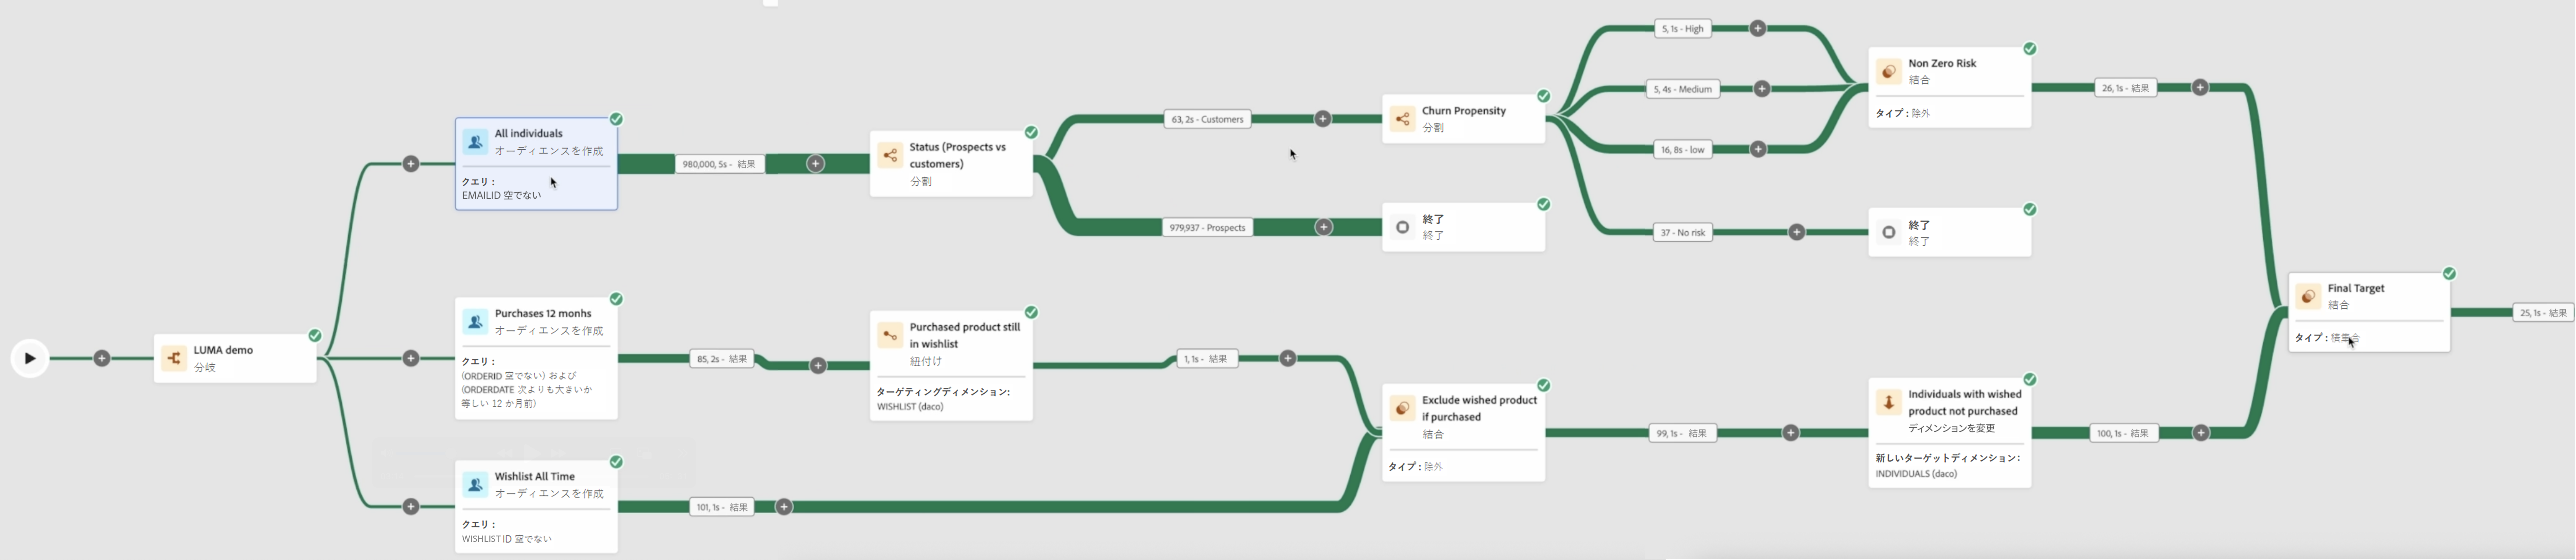 LUMA demo
分岐
All individuals
オーディエンスを作成
クエリ：
EMAILID 空でない
980,000, 5s - 結果
Status (Prospects vs
customers)
分割
63, 2s - Customers
979,937 - Prospects
Churn Propensity
分割
終了
終了
5, 1s - High
5, 4s - Medium
16, 8s - low
37 - No risk
Non Zero Risk
結合
タイプ：除外
終了
終了
26, 1s - 結果
Purchases 12 monhs
オーディエンスを作成
クエリ：
(ORDERID 空でない) および
(ORDERDATE 次よりも大きいか
等しい 12 か月前)
85, 2s - 結果
Purchased product still
in wishlist
紐付け
ターゲティングディメンション：
WISHLIST (daco)
1, 1s - 結果
Wishlist All Time
オーディエンスを作成
クエリ：
WISHLIST ID 空でない
101, 1s - 結果
Exclude wished product
if purchased
結合
タイプ：除外
99, 1s - 結果
Individuals with wished
product not purchased
ディメンションを変更
新しいターゲットディメンション：
INDIVIDUALS (daco)
100, 1s - 結果
Final Target
結合
タイプ：積集合
25, 1s - 結果